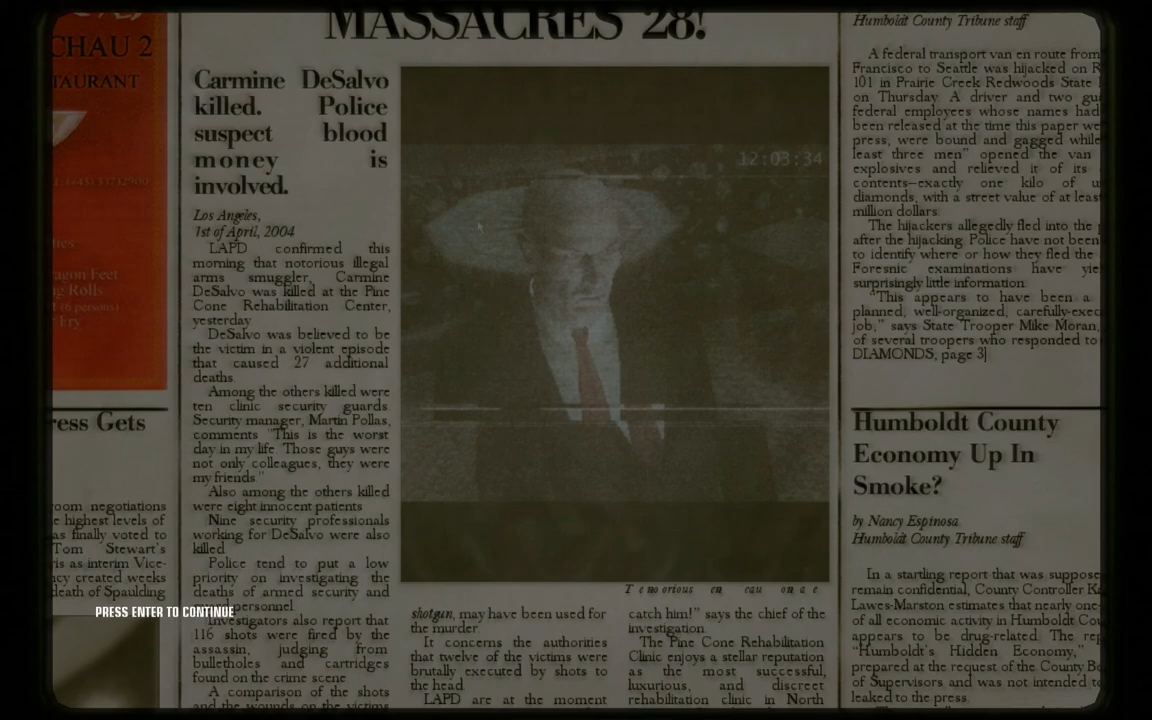 CHAU 2
TAURANT
ragon Feet
ng Rolls
t (6 persons)
Fry
ress Gets
room negotiations
e highest levels of
as finally voted to
Tom Stewart's
ris as interim Vice-
ncy created weeks
death of Spaulding
MASSACRES 28!
Carmine DeSalvo
killed. Police
suspect blood
money is
involved.
Los Angeles,
1st of April, 2004
LAPD confirmed this
morning that notorious illegal
arms smuggler, Carmine
DeSalvo was killed at the Pine
Cone Rehabilitation Center,
yesterday
DeSalvo was believed to be
the victim in a violent episode
that caused 27 additional
deaths
Among the others killed were
ten clinic security guards
Security manager, Martin Pollas,
comments "This is the worst
day in my life. Those guys were
not only colleagues, they were
my friends"
Also among the others killed
were eight innocent patients
Nine security professionals
working for DeSalvo were also
killed
Police tend to put a low
priority on investigating the
deaths of armed security and
personnel
Investigators also report that
116 shots were fired by the
assassin, judging from
bulletholes and cartridges
found on the crime scene
A comparison of the shots
and the wounds on the victims
12:03:34
T e no orious en cau on a e
shotgun, may have been used for
the murder.
It concerns the authorities
that twelve of the victims were
brutally executed by shots to
the head
LAPD are at the moment
catch him!" says the chief of the
investigation
The Pine Cone Rehabilitation
Clinic enjoys a stellar reputation
as the most successful,
luxurious, and discreet
rehabilitation clinic in North
Humboldt County Tribune staff
A federal transport van en route from
Francisco to Seattle was hijacked on R
101 in Prairie Creek Redwoods State
on Thursday. A driver and two gu
federal employees whose names had
been released at the time this paper we
press, were bound and gagged while
least three men" opened the van
explosives and relieved it of its
contents—exactly one kilo of u
diamonds, with a street value of at least
million dollars.
The hijackers allegedly fled into the
after the hijacking. Police have not been
to identify where or how they fled the
Foresnic examinations have yie
surprisingly little information
"This appears to have been a
planned, well-organized, carefully-exec
job," says State Trooper Mike Moran,
of several troopers who responded to
DIAMONDS, page 3]
Humboldt County
Economy Up In
Smoke?
by Nancy Espinosa
Humboldt County Tribune staff
In a startling report that was suppose
remain confidential, County Controller Ka
Lawes-Marston estimates that nearly one-
of all economic activity in Humboldt Cou
appears to be drug-related. The rep
"Humboldt's Hidden Economy,"
prepared at the request of the County Bo
of Supervisors and was not intended to
leaked to the press.
PRESS ENTER TO CONTINUE